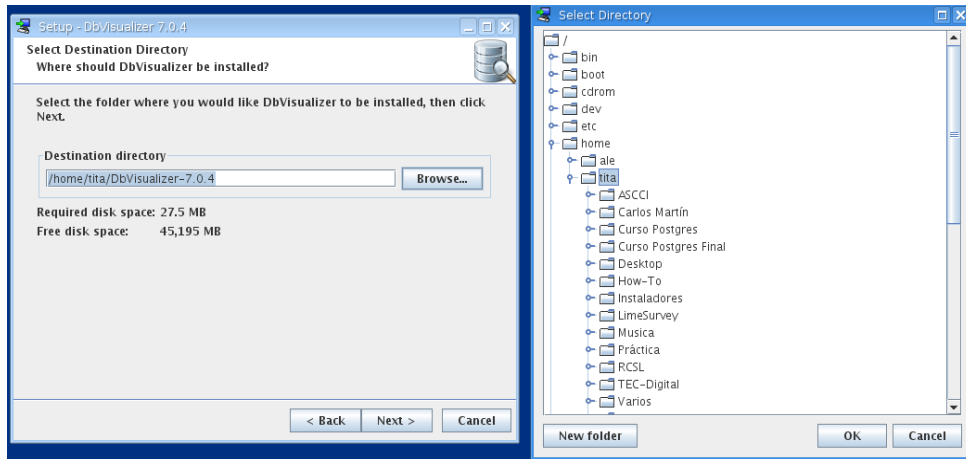 Setup - DbVisualizer 7.0.4
Select Destination Directory
Where should DbVisualizer be installed?
Select the folder where you would like DbVisualizer to be installed, then click
Next.
Destination directory
/home/tita/DbVisualizer-7.0.4
Browse...
Required disk space: 27.5 MB
Free disk space: 45,195 MB
< Back
Next >
Cancel
Select Directory
/
bin
boot
cdrom
dev
etc
home
ale
tita
ASCCI
Carlos Martín
Curso Postgres
Curso Postgres Final
Desktop
How-To
Instaladores
LimeSurvey
Musica
Práctica
RCSL
TEC-Digital
Varios
New folder
OK
Cancel